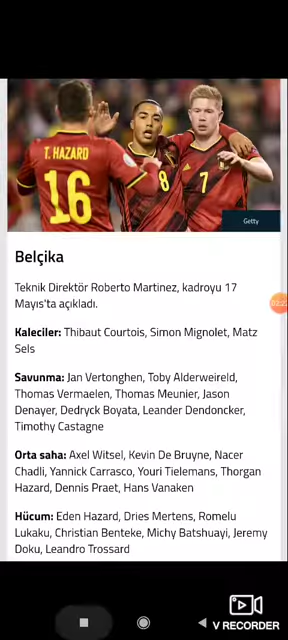 T. HAZARD
16
8
7
Getty
Belçika
Teknik Direktör Roberto Martinez, kadroyu 17
Mayıs'ta açıkladı.
Kaleciler: Thibaut Courtois, Simon Mignolet, Matz
Sels
Savunma: Jan Vertonghen, Toby Alderweireld,
Thomas Vermaelen, Thomas Meunier, Jason
Denayer, Dedryck Boyata, Leander Dendoncker,
Timothy Castagne
Orta saha: Axel Witsel, Kevin De Bruyne, Nacer
Chadli, Yannick Carrasco, Youri Tielemans, Thorgan
Hazard, Dennis Praet, Hans Vanaken
Hücum: Eden Hazard, Dries Mertens, Romelu
Lukaku, Christian Benteke, Michy Batshuayi, Jeremy
Doku, Leandro Trossard
V RECORDER